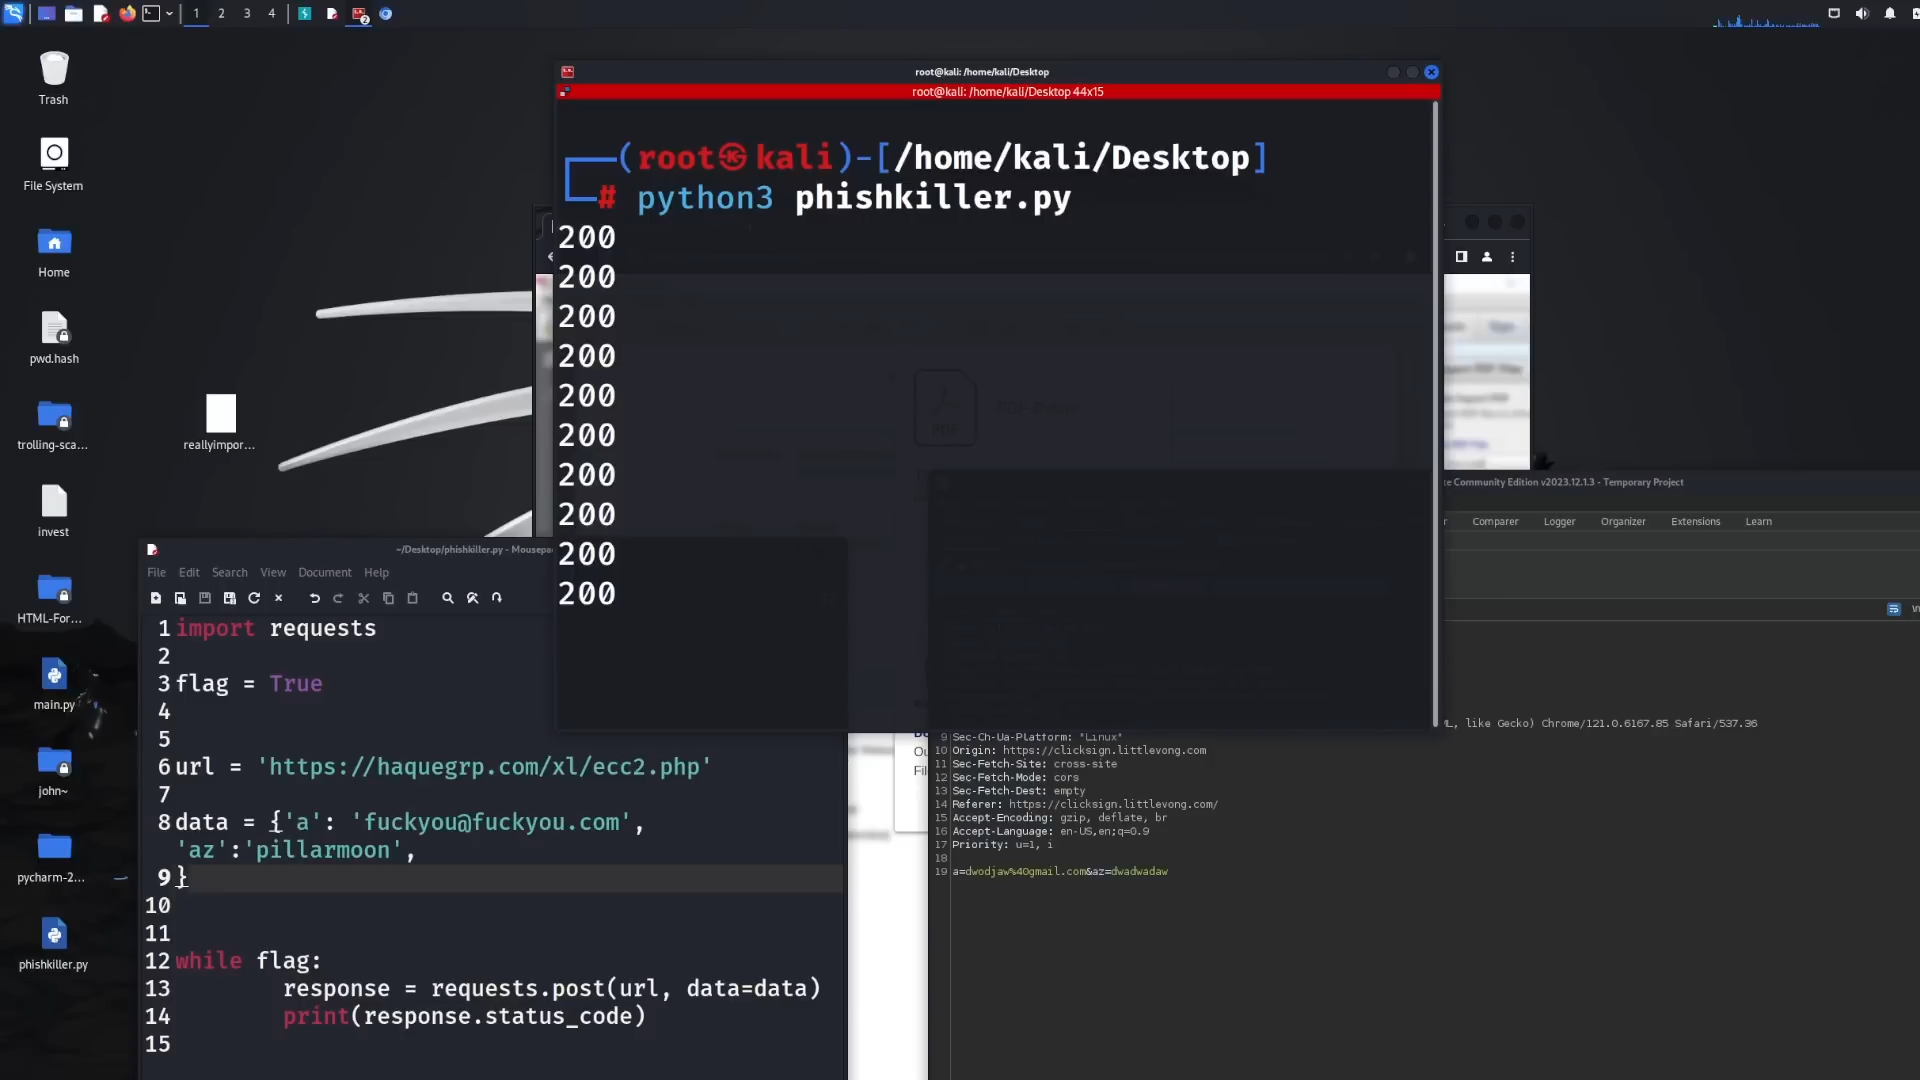 1 2 3 4
2
Trash
File System
Home
pwd.hash
trolling-sca...
reallyimpor...
invest
HTML-For...
main.py
john~
pycharm-2...
phishkiller.py
root@kali: /home/kali/Desktop
root@kali: /home/kali/Desktop 44x15
(root㉿kali)-[/home/kali/Desktop]
# python3 phishkiller.py
200
200
200
200
200
200
200
200
200
200
~/Desktop/phishkiller.py - Mousepa
File Edit Search View Document Help
1 import requests
2
3 flag = True
4
5
6 url = 'https://haquegrp.com/xl/ecc2.php'
7
8 data = {'a': 'fuckyou@fuckyou.com',
'az':'pillarmoon',
9 }
10
11
12 while flag:
13 response = requests.post(url, data=data)
14 print(response.status_code)
15
te Community Edition v2023.12.1.3 - Temporary Project
r Comparer Logger Organizer Extensions Learn
L, like Gecko) Chrome/121.0.6167.85 Safari/537.36
9 Sec-Ch-Ua-Platform: "Linux"
10 Origin: https://clicksign.littlevong.com
11 Sec-Fetch-Site: cross-site
12 Sec-Fetch-Mode: cors
13 Sec-Fetch-Dest: empty
14 Referer: https://clicksign.littlevong.com/
15 Accept-Encoding: gzip, deflate, br
16 Accept-Language: en-US,en;q=0.9
17 Priority: u=1, i
18
19 a=dwodjaw%40gmail.com&az=dwadwadaw